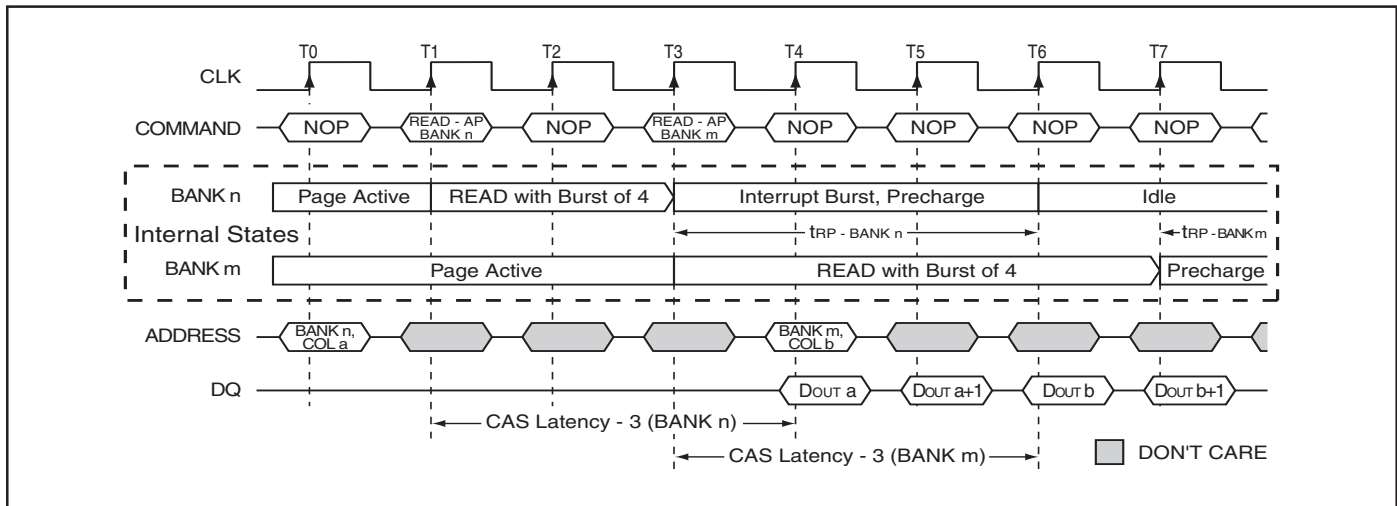 T0 T1 T2 T3 T4 T5 T6 T7
CLK
COMMAND NOP READ - AP BANK n NOP READ - AP BANK m NOP NOP NOP NOP
BANK n Page Active READ with Burst of 4 Interrupt Burst, Precharge Idle
Internal States tRP - BANK n tRP - BANK m
BANK m Page Active READ with Burst of 4 Precharge
ADDRESS BANK n, COL a BANK m, COL b
DQ DOUT a DOUT a+1 DOUT b DOUT b+1
CAS Latency - 3 (BANK n)
CAS Latency - 3 (BANK m) DON'T CARE